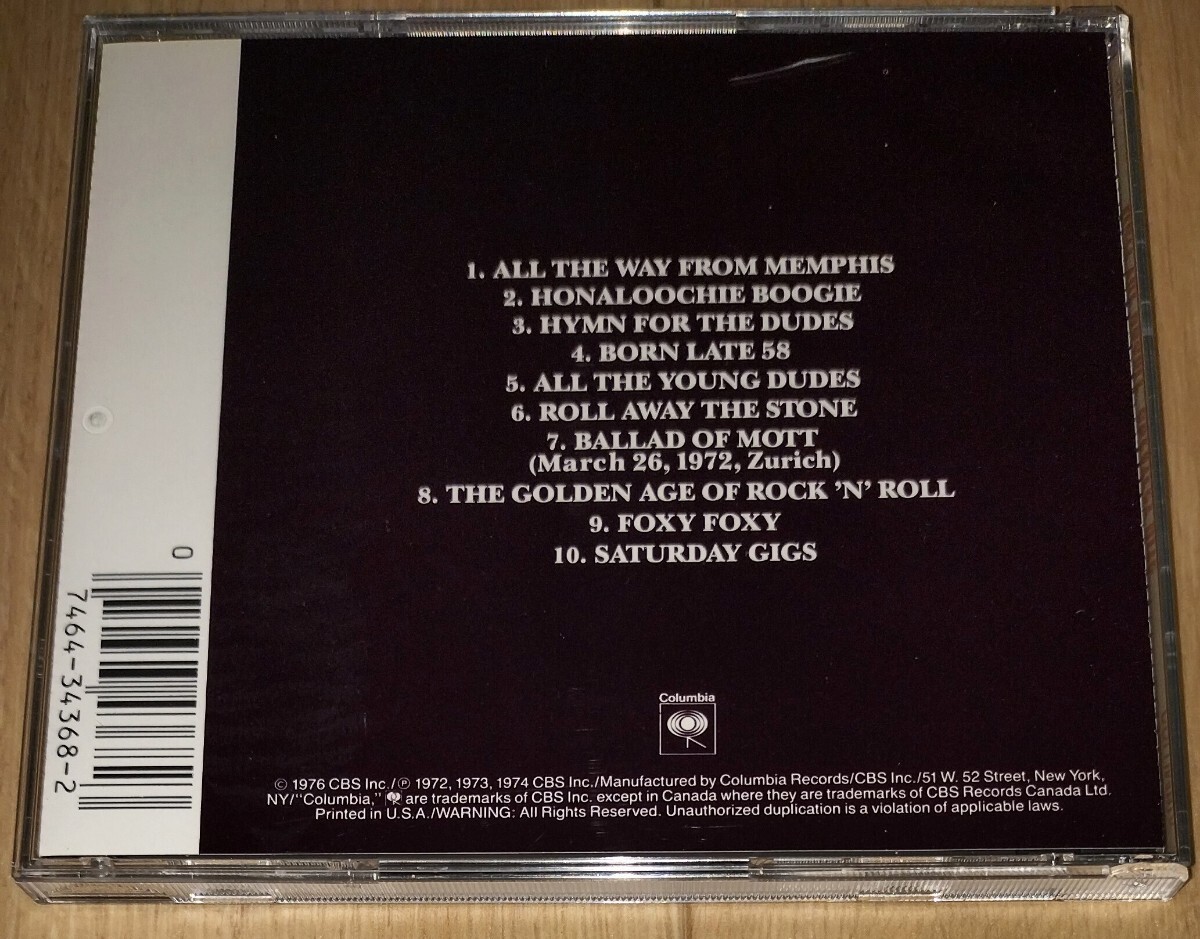 1. ALL THE WAY FROM MEMPHIS
2. HONALOOCHIE BOOGIE
3. HYMN FOR THE DUDES
4. BORN LATE 58
5. ALL THE YOUNG DUDES
6. ROLL AWAY THE STONE
7. BALLAD OF MOTT
(March 26, 1972, Zurich)
8. THE GOLDEN AGE OF ROCK 'N' ROLL
9. FOXY FOXY
10. SATURDAY GIGS
Columbia
© 1976 CBS Inc./℗ 1972, 1973, 1974 CBS Inc./Manufactured by Columbia Records/CBS Inc./51 W. 52 Street, New York,
NY/"Columbia," are trademarks of CBS Inc. except in Canada where they are trademarks of CBS Records Canada Ltd.
Printed in U.S.A./WARNING: All Rights Reserved. Unauthorized duplication is a violation of applicable laws.
0
7464-34368-2